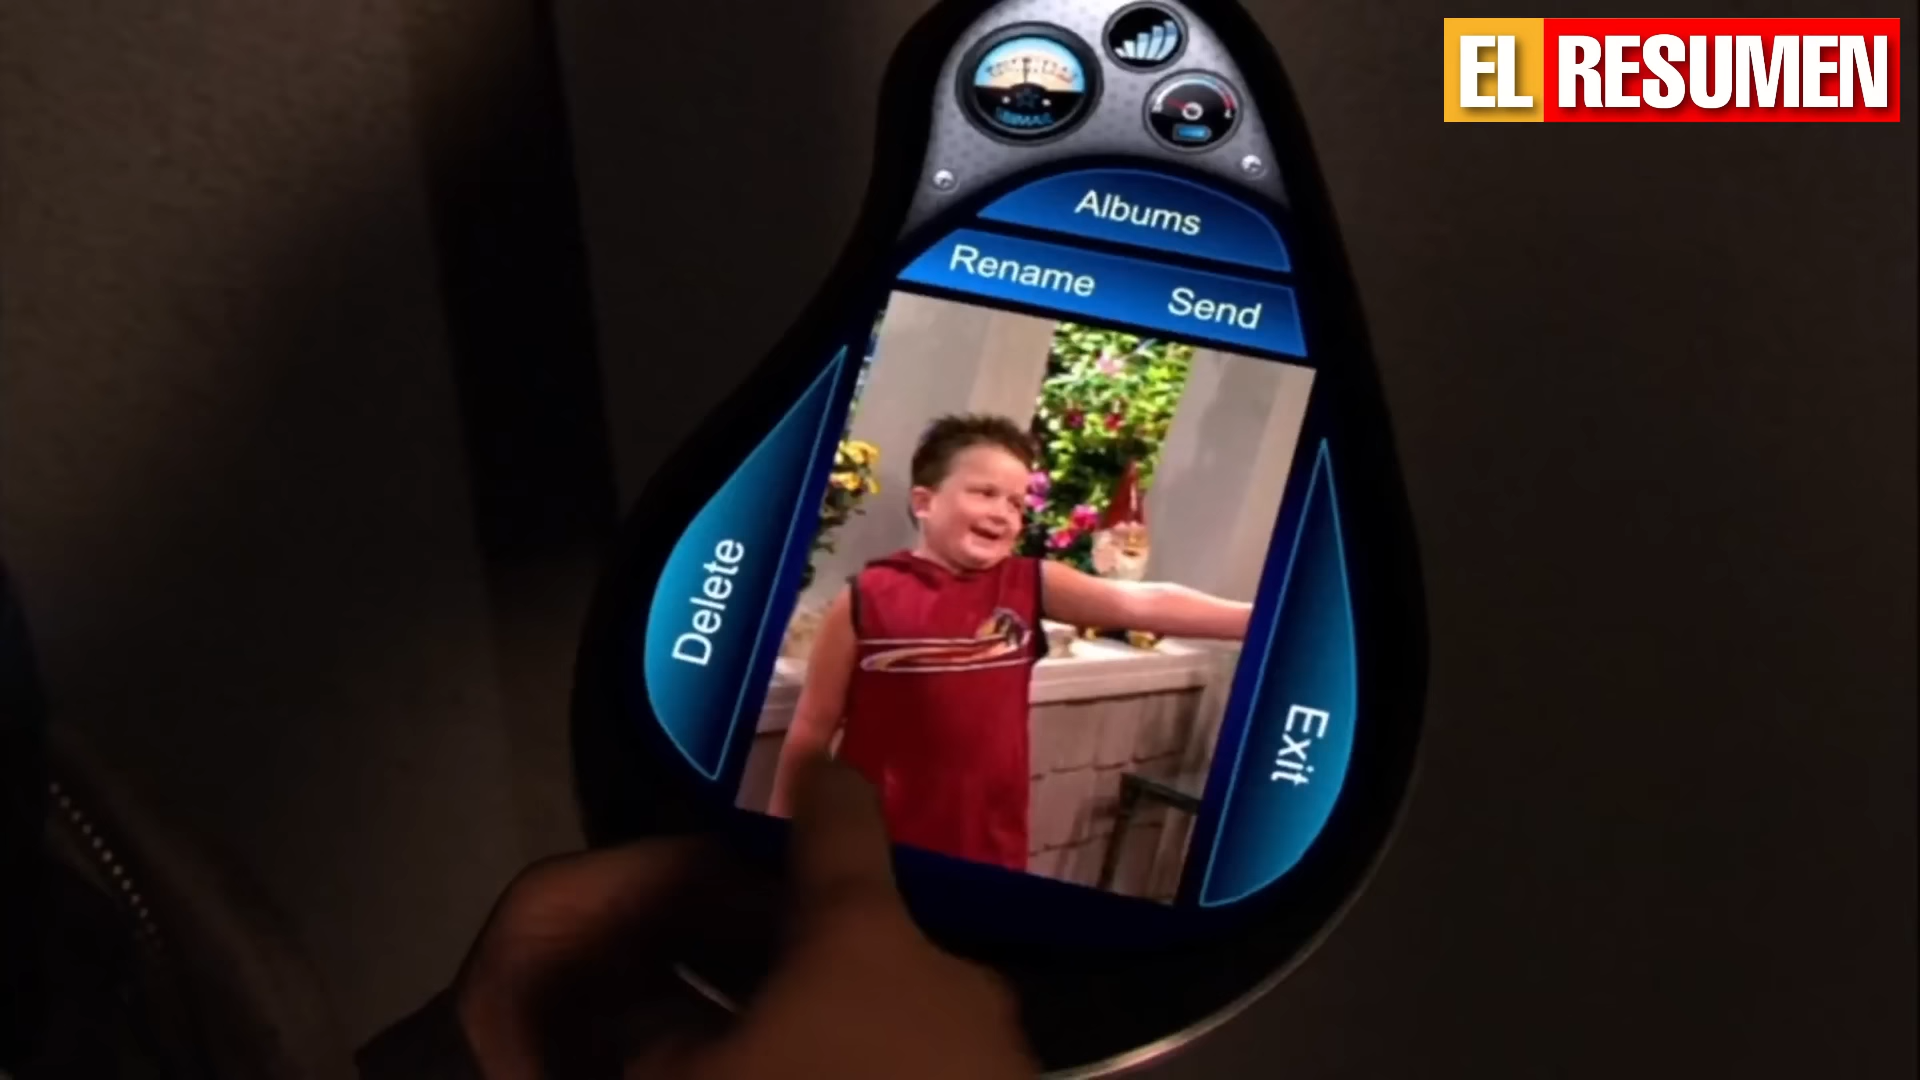 EL RESUMEN
Albums
Rename Send
Delete
Exit